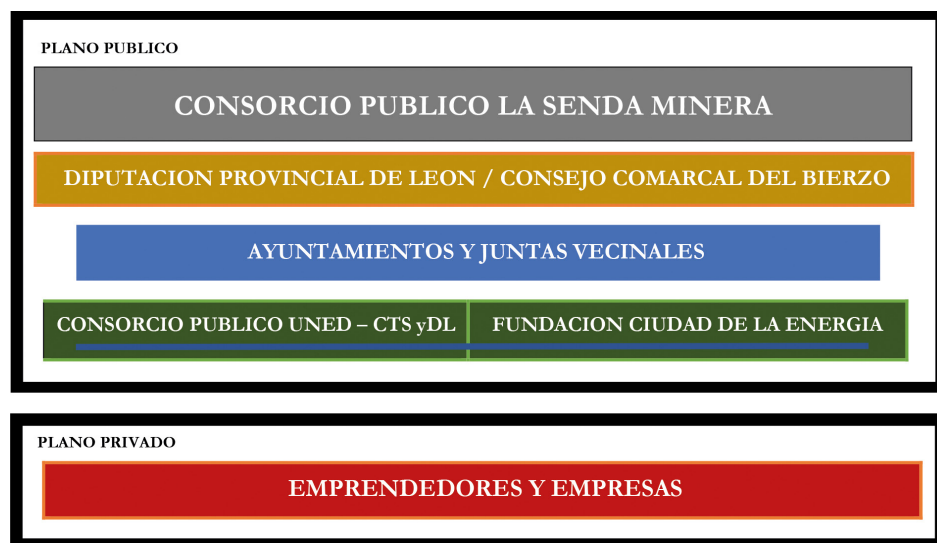 PLANO PUBLICO
CONSORCIO PUBLICO LA SENDA MINERA
DIPUTACION PROVINCIAL DE LEON / CONSEJO COMARCAL DEL BIERZO
AYUNTAMIENTOS Y JUNTAS VECINALES
CONSORCIO PUBLICO UNED – CTS yDL
FUNDACION CIUDAD DE LA ENERGIA
PLANO PRIVADO
EMPRENDEDORES Y EMPRESAS